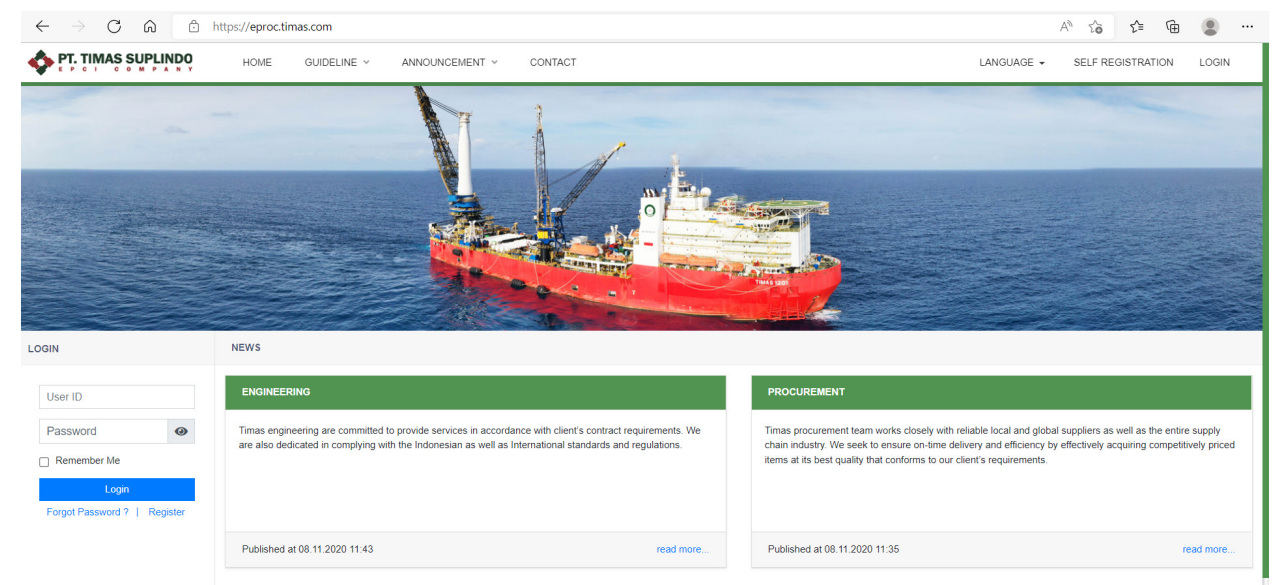 https://eproc.timas.com
PT. TIMAS SUPLINDO
EPCI COMPANY
HOME GUIDELINE ANNOUNCEMENT CONTACT LANGUAGE SELF REGISTRATION LOGIN
TIMAS 1201
LOGIN
User ID
Password
Remember Me
Login
Forgot Password ? | Register
NEWS
ENGINEERING
Timas engineering are committed to provide services in accordance with client's contract requirements. We
are also dedicated in complying with the Indonesian as well as International standards and regulations.
Published at 08.11.2020 11:43 read more...
PROCUREMENT
Timas procurement team works closely with reliable local and global suppliers as well as the entire supply
chain industry. We seek to ensure on-time delivery and efficiency by effectively acquiring competitively priced
items at its best quality that conforms to our client's requirements.
Published at 08.11.2020 11:35 read more...